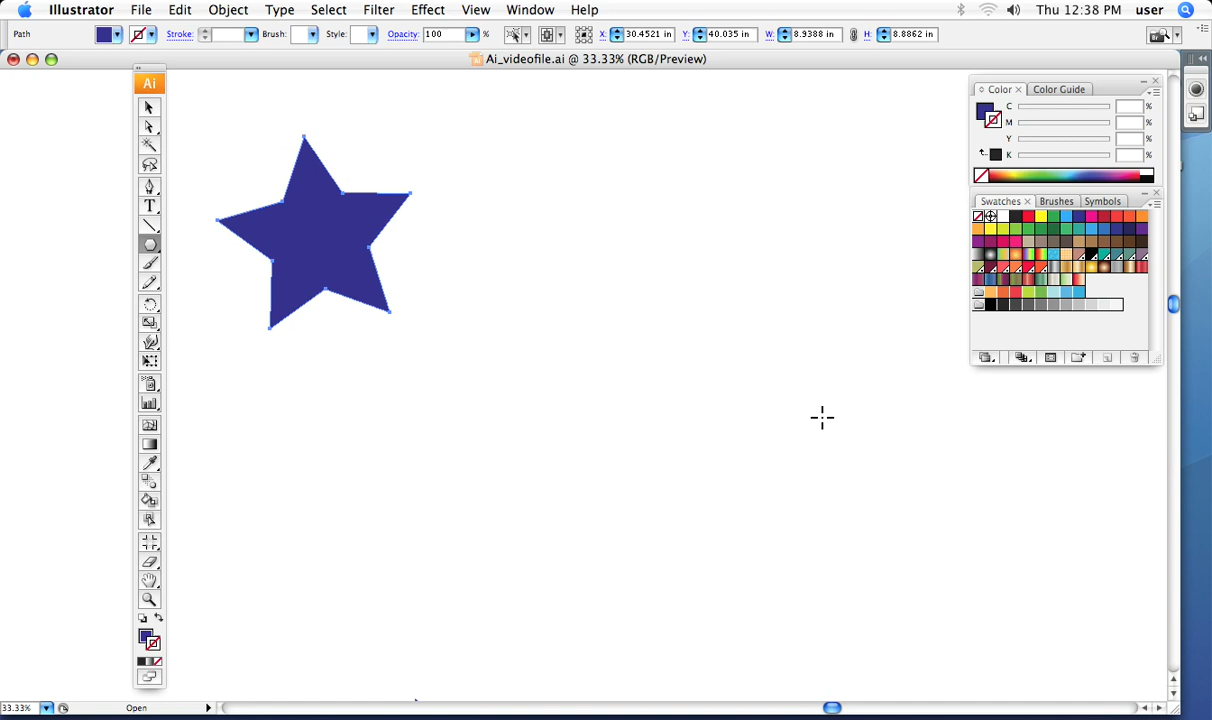 Illustrator File Edit Object Type Select Filter Effect View Window Help Thu 12:38 PM user
Path Stroke: Brush: Style: Opacity: 100 % X: 30.4521 in Y: 40.035 in W: 8.9388 in H: 8.8862 in
Ai_videofile.ai @ 33.33% (RGB/Preview)
Ai
T
Color Color Guide
C %
M %
Y %
K %
Swatches Brushes Symbols
33.33% Open